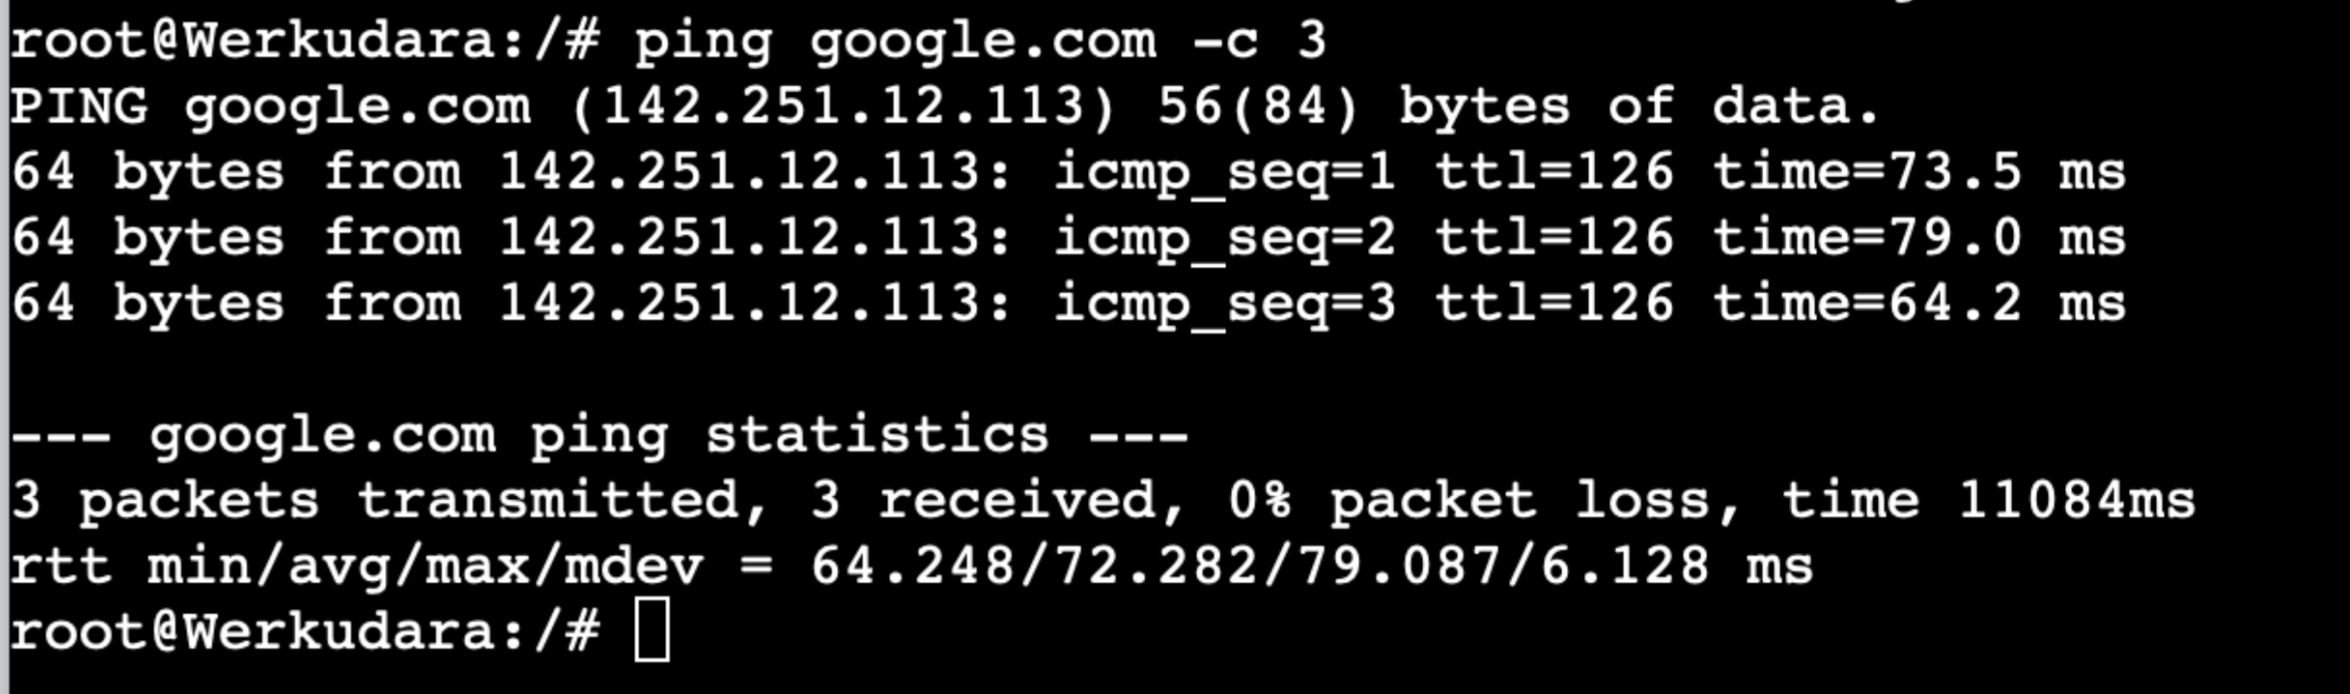 root@Werkudara:/# ping google.com -c 3
PING google.com (142.251.12.113) 56(84) bytes of data.
64 bytes from 142.251.12.113: icmp_seq=1 ttl=126 time=73.5 ms
64 bytes from 142.251.12.113: icmp_seq=2 ttl=126 time=79.0 ms
64 bytes from 142.251.12.113: icmp_seq=3 ttl=126 time=64.2 ms
--- google.com ping statistics ---
3 packets transmitted, 3 received, 0% packet loss, time 11084ms
rtt min/avg/max/mdev = 64.248/72.282/79.087/6.128 ms
root@Werkudara:/#